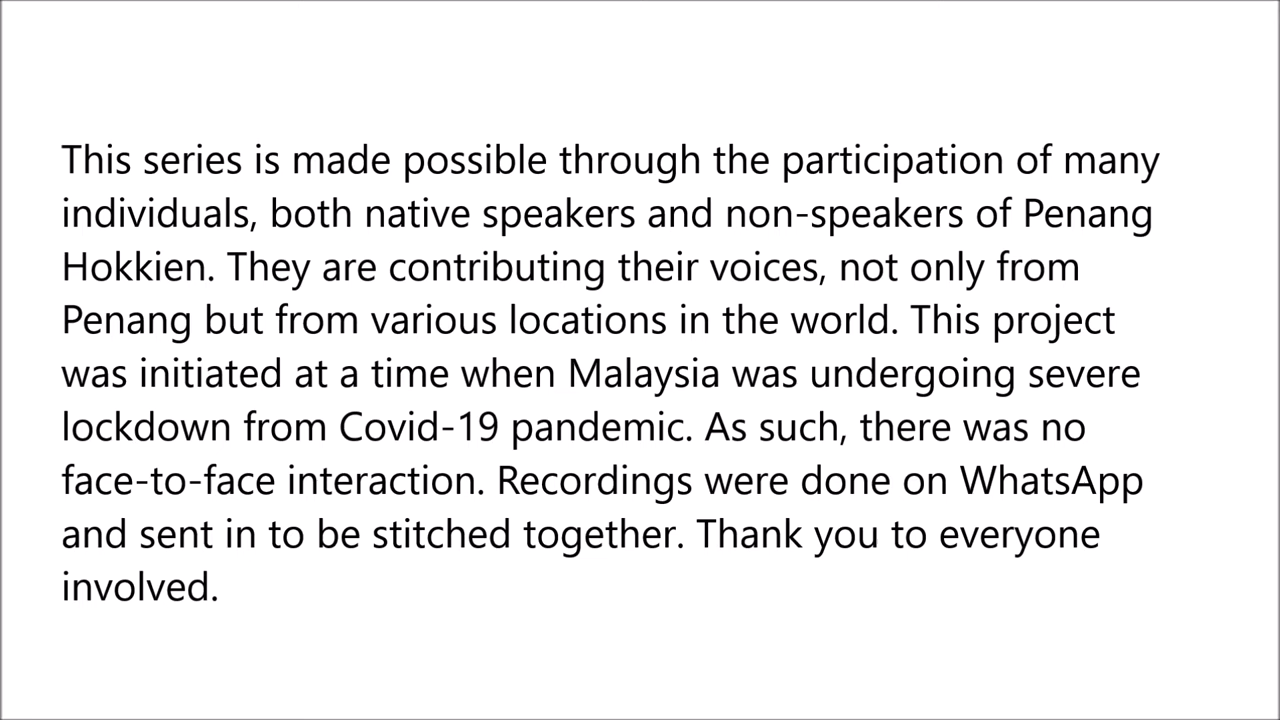 This series is made possible through the participation of many
individuals, both native speakers and non-speakers of Penang
Hokkien. They are contributing their voices, not only from
Penang but from various locations in the world. This project
was initiated at a time when Malaysia was undergoing severe
lockdown from Covid-19 pandemic. As such, there was no
face-to-face interaction. Recordings were done on WhatsApp
and sent in to be stitched together. Thank you to everyone
involved.